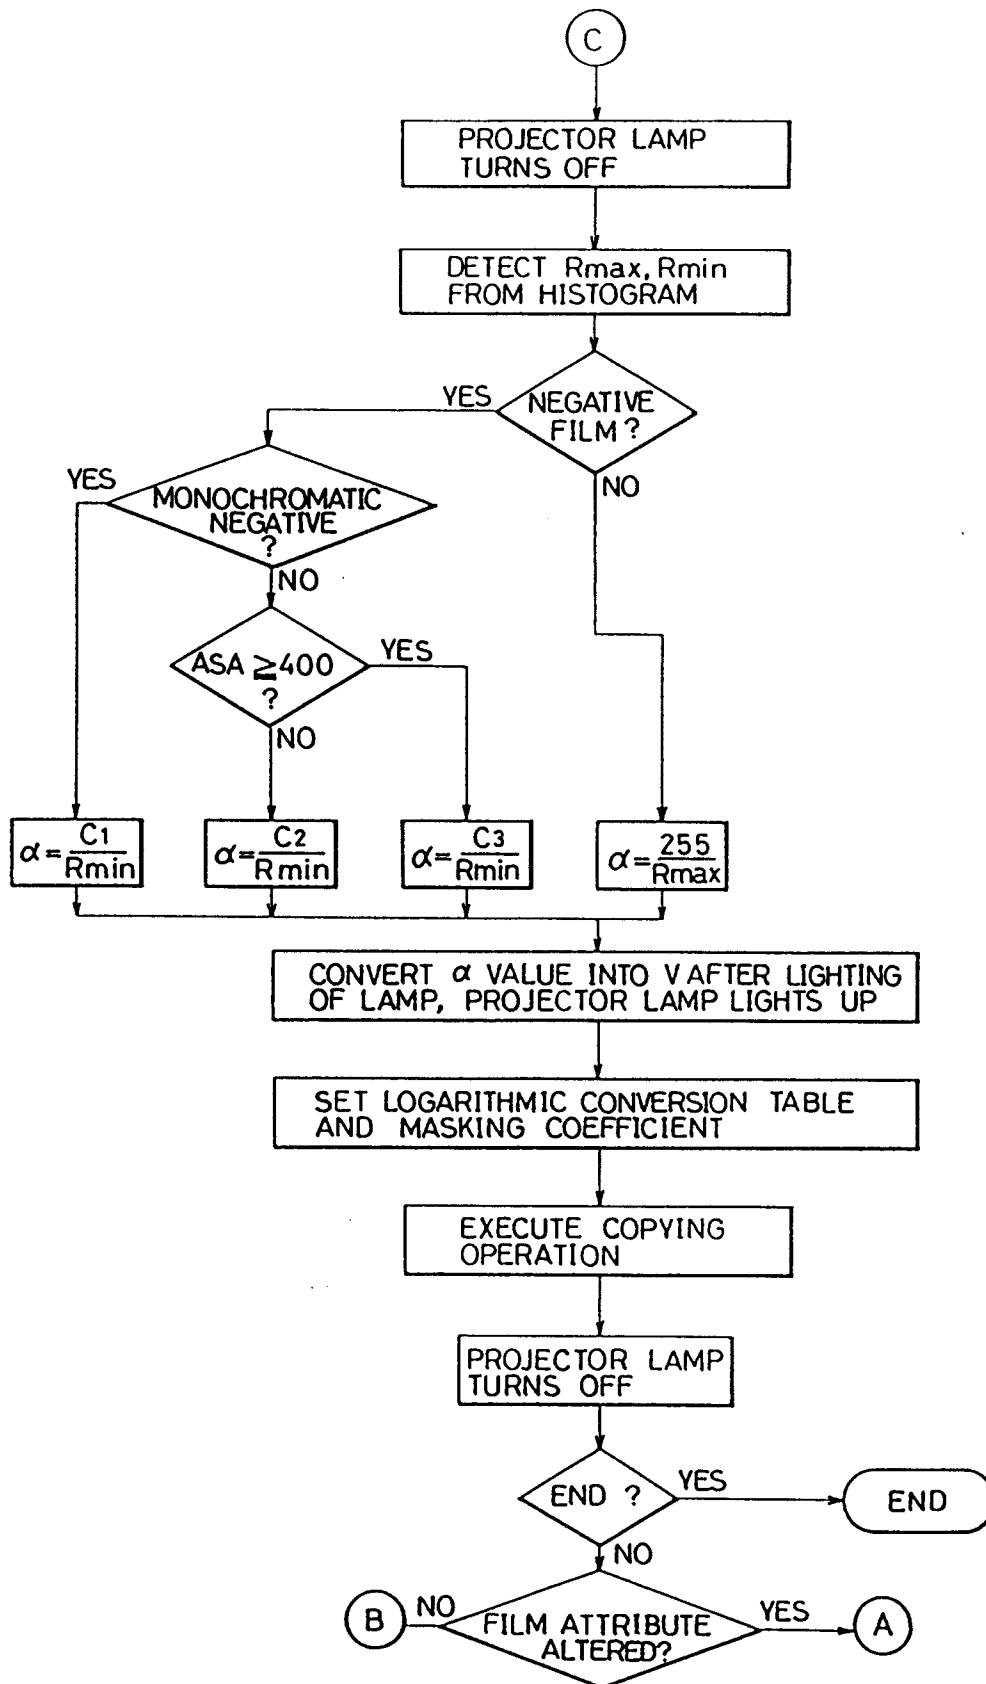 C
PROJECTOR LAMP
TURNS OFF
DETECT Rmax, Rmin
FROM HISTOGRAM
YES
NEGATIVE
FILM?
NO
YES
MONOCHROMATIC
NEGATIVE
?
NO
ASA ≧400
?
YES
NO
α=C1/Rmin
α=C2/Rmin
α=C3/Rmin
α=255/Rmax
CONVERT α VALUE INTO V AFTER LIGHTING
OF LAMP, PROJECTOR LAMP LIGHTS UP
SET LOGARITHMIC CONVERSION TABLE
AND MASKING COEFFICIENT
EXECUTE COPYING
OPERATION
PROJECTOR LAMP
TURNS OFF
END ?
YES
END
NO
B
NO
FILM ATTRIBUTE
ALTERED?
YES
A